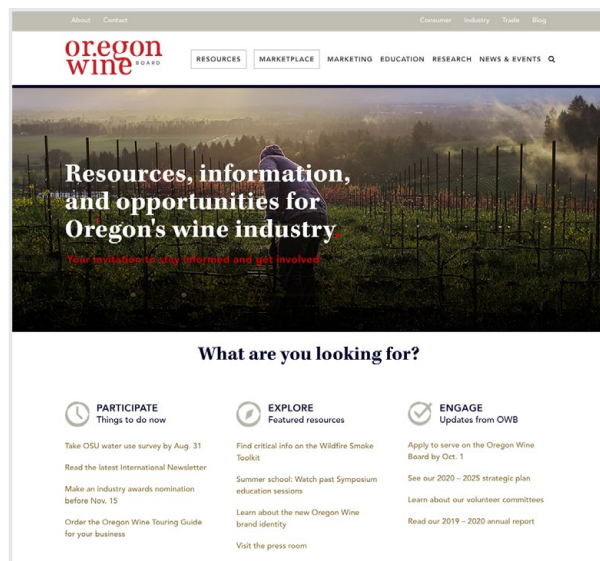 About Contact
Consumer Industry Trade Blog
or.egon
wine
BOARD
RESOURCES MARKETPLACE MARKETING EDUCATION RESEARCH NEWS & EVENTS
Resources, information,
and opportunities for
Oregon's wine industry.
Your invitation to stay informed and get involved
What are you looking for?
PARTICIPATE
Things to do now
Take OSU water use survey by Aug. 31
Read the latest International Newsletter
Make an industry awards nomination
before Nov. 15
Order the Oregon Wine Touring Guide
for your business
EXPLORE
Featured resources
Find critical info on the Wildfire Smoke
Toolkit
Summer school: Watch past Symposium
education sessions
Learn about the new Oregon Wine
brand identity
Visit the press room
ENGAGE
Updates from OWB
Apply to serve on the Oregon Wine
Board by Oct. 1
See our 2020 – 2025 strategic plan
Learn about our volunteer committees
Read our 2019 – 2020 annual report